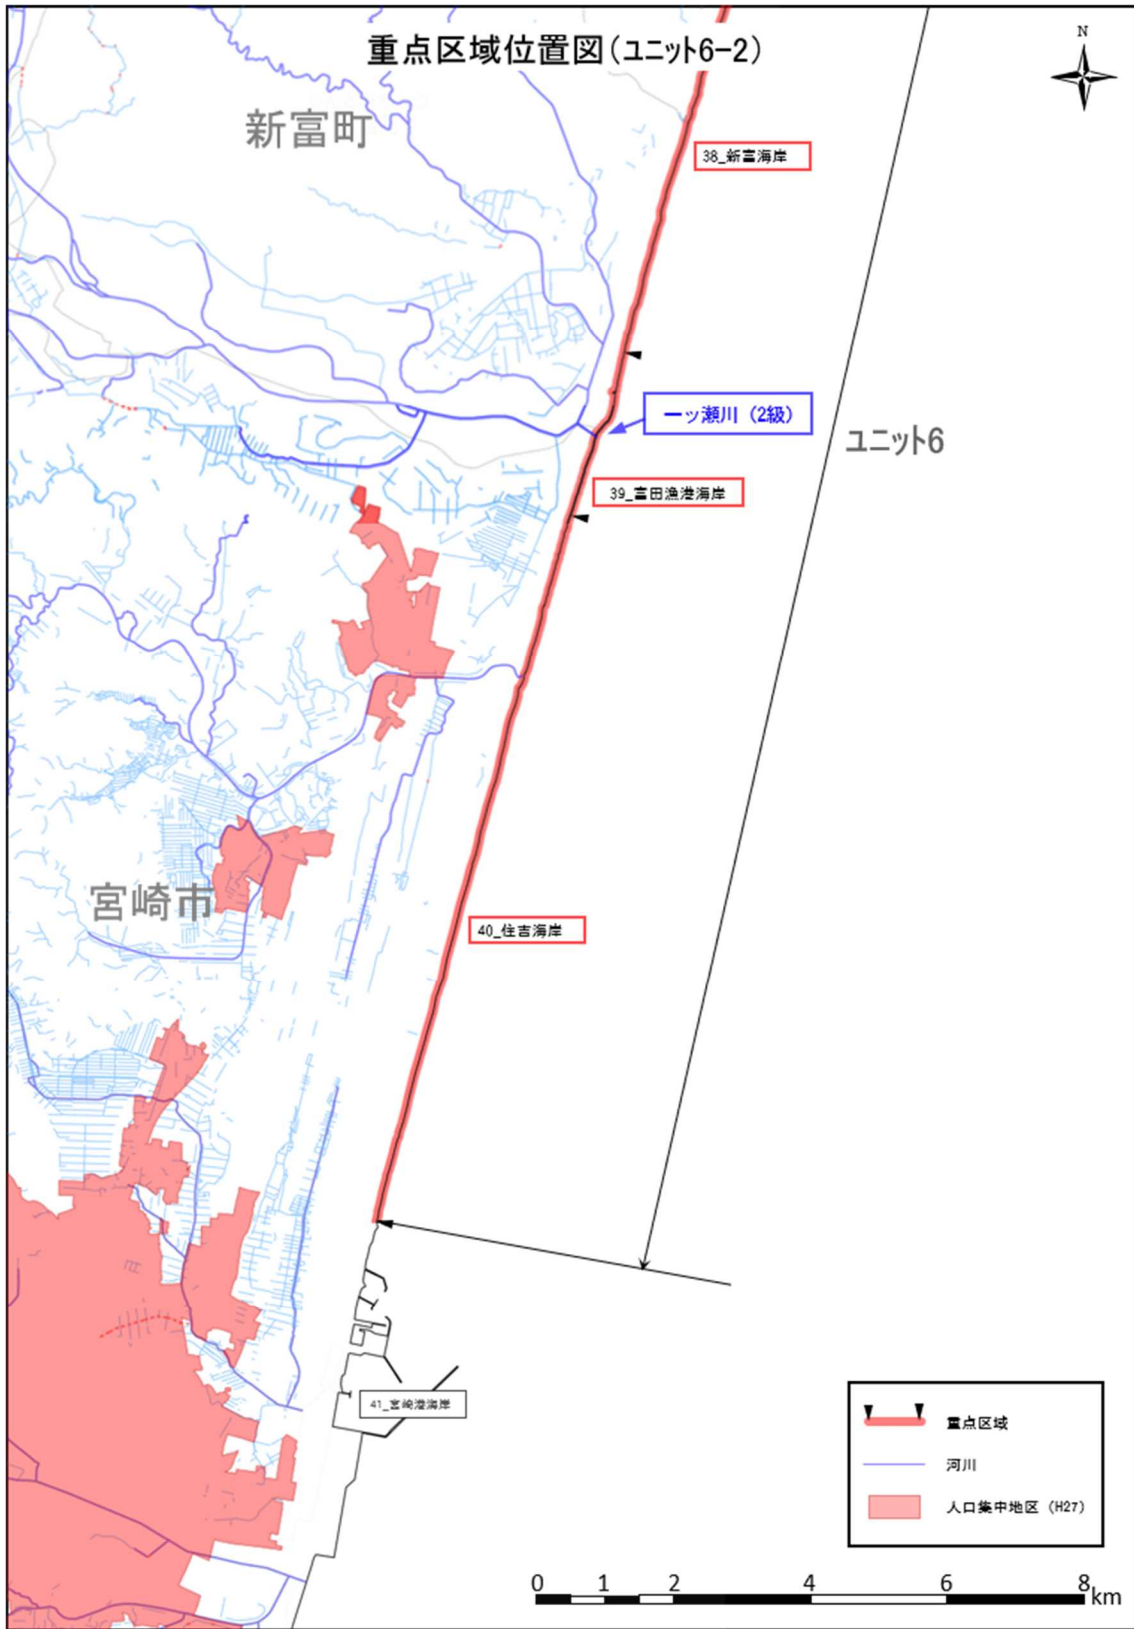 重点区域位置図(ユニット6-2)
N
新富町
38_新富海岸
一ッ瀬川（2級）
ユニット6
39_富田漁港海岸
宮崎市
40_住吉海岸
41_宮崎港海岸
重点区域
河川
人口集中地区（H27）
0 1 2 4 6 8 km